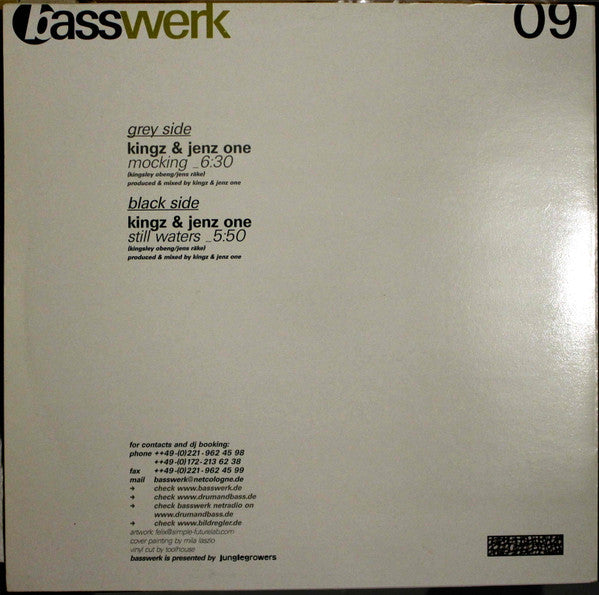 basswerk
09
grey side
kingz & jenz one
mocking _6:30
(kingsley obeng/jens räke)
produced & mixed by kingz & jenz one
black side
kingz & jenz one
still waters _5:50
(kingsley obeng/jens räke)
produced & mixed by kingz & jenz one
for contacts and dj booking:
phone ++49-(0)221-962 45 98
++49-(0)172-213 62 38
fax ++49-(0)221-962 45 99
mail basswerk@netcologne.de
→ check www.basswerk.de
→ check www.drumandbass.de
→ check basswerk netradio on
www.drumandbass.de
→ check www.bildregler.de
artwork: felix@simple-futurelab.com
cover painting by mila laszlo
vinyl cut by toolhouse
basswerk is presented by junglegrowers